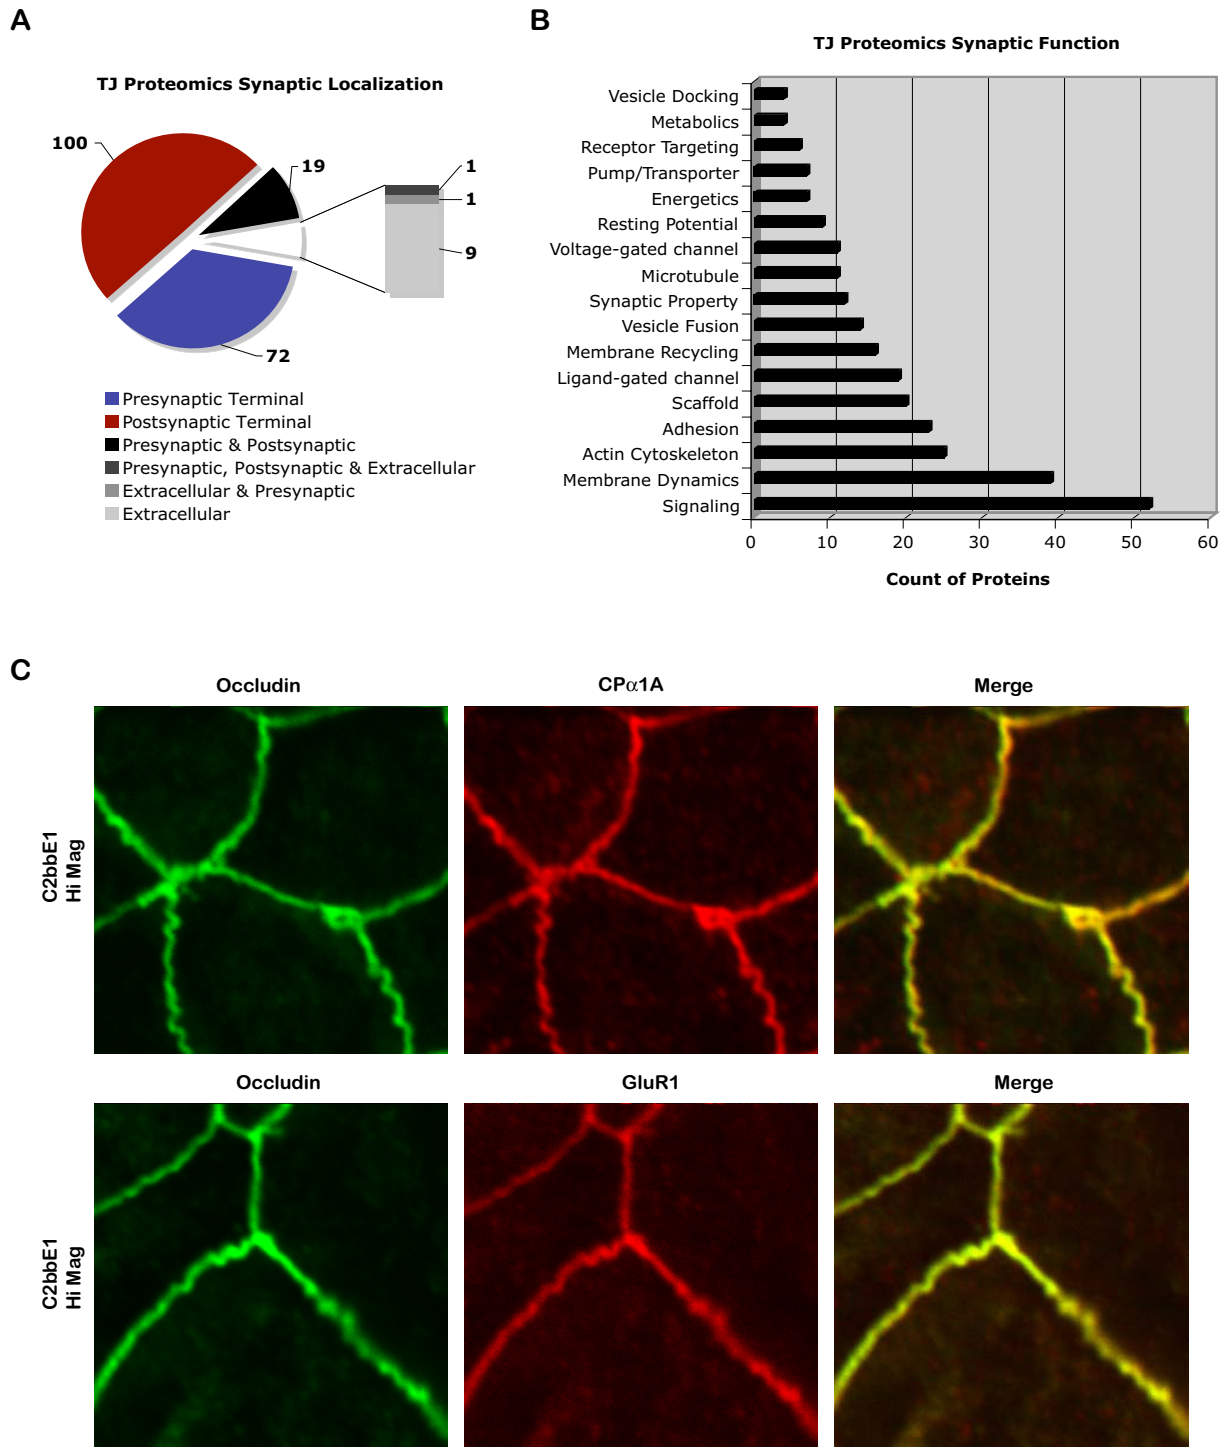 A
TJ Proteomics Synaptic Localization
100
19
1
1
9
72
Presynaptic Terminal
Postsynaptic Terminal
Presynaptic & Postsynaptic
Presynaptic, Postsynaptic & Extracellular
Extracellular & Presynaptic
Extracellular
B
TJ Proteomics Synaptic Function
Vesicle Docking
Metabolics
Receptor Targeting
Pump/Transporter
Energetics
Resting Potential
Voltage-gated channel
Microtubule
Synaptic Property
Vesicle Fusion
Membrane Recycling
Ligand-gated channel
Scaffold
Adhesion
Actin Cytoskeleton
Membrane Dynamics
Signaling
0 10 20 30 40 50 60
Count of Proteins
C
Occludin CPα1A Merge
C2bbE1
Hi Mag
Occludin GluR1 Merge
C2bbE1
Hi Mag